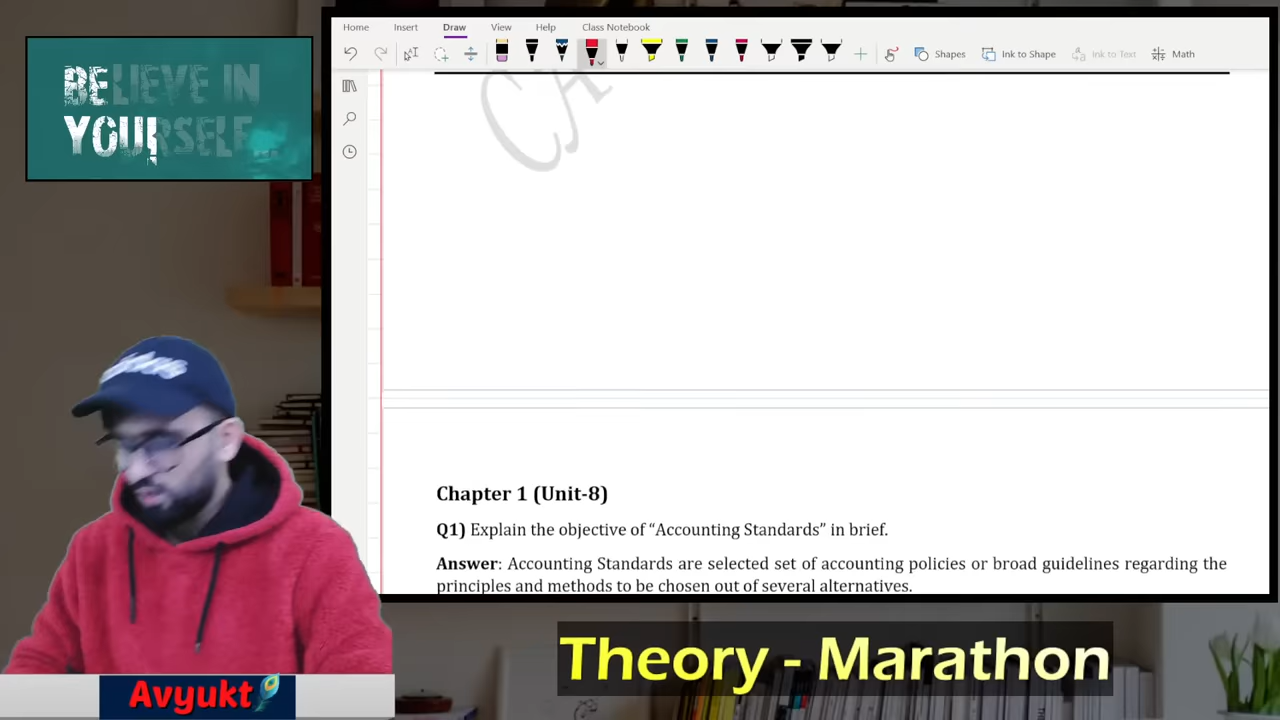 Home Insert Draw View Help Class Notebook
Shapes Ink to Shape Ink to Text Math
BELIEVE IN
YOURSELF...
CA
Chapter 1 (Unit-8)
Q1) Explain the objective of “Accounting Standards” in brief.
Answer: Accounting Standards are selected set of accounting policies or broad guidelines regarding the
principles and methods to be chosen out of several alternatives.
Theory - Marathon
Avyukt